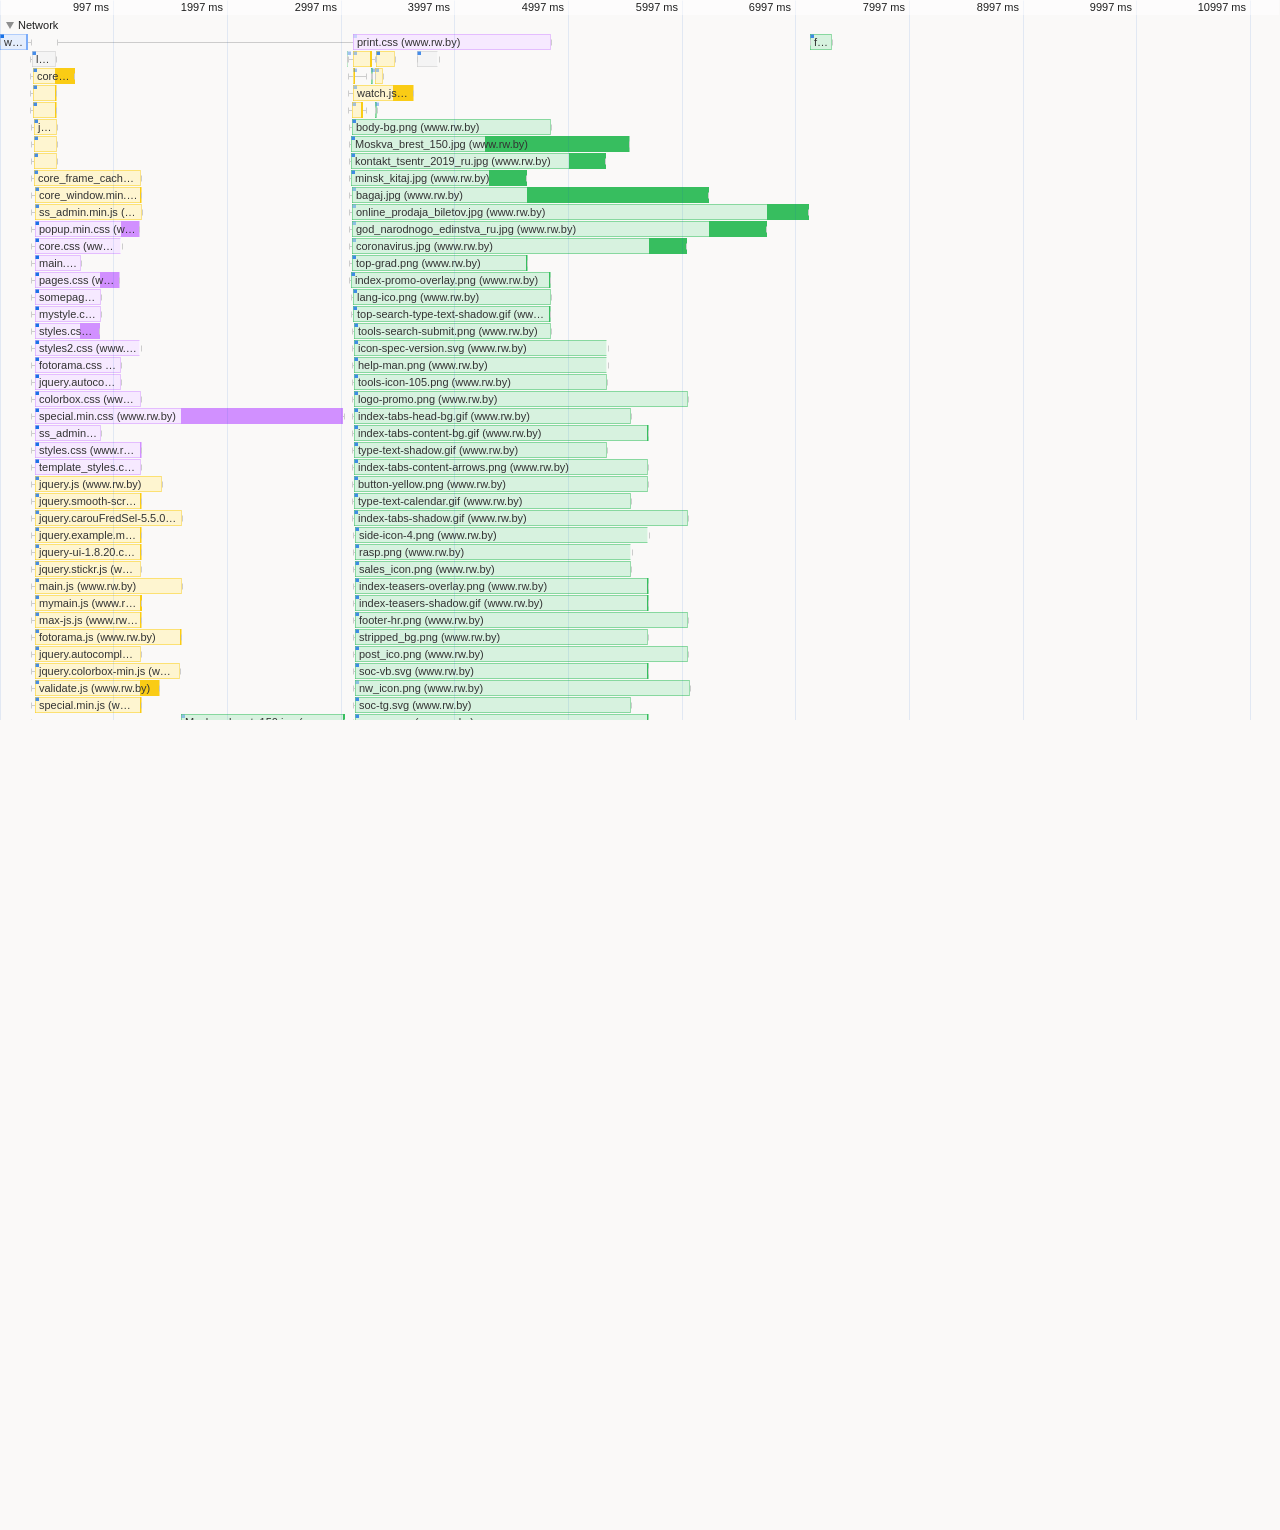 997 ms 1997 ms 2997 ms 3997 ms 4997 ms 5997 ms 6997 ms 7997 ms 8997 ms 9997 ms 10997 ms
Network
w… print.css (www.rw.by) f…
l…
core…
watch.js…
body-bg.png (www.rw.by)
j…
Moskva_brest_150.jpg (www.rw.by)
kontakt_tsentr_2019_ru.jpg (www.rw.by)
core_frame_cach… minsk_kitaj.jpg (www.rw.by)
core_window.min.… bagaj.jpg (www.rw.by)
ss_admin.min.js (… online_prodaja_biletov.jpg (www.rw.by)
popup.min.css (w… god_narodnogo_edinstva_ru.jpg (www.rw.by)
core.css (ww… coronavirus.jpg (www.rw.by)
main.… top-grad.png (www.rw.by)
pages.css (w… index-promo-overlay.png (www.rw.by)
somepag… lang-ico.png (www.rw.by)
mystyle.c… top-search-type-text-shadow.gif (ww…
styles.cs… tools-search-submit.png (www.rw.by)
styles2.css (www.… icon-spec-version.svg (www.rw.by)
fotorama.css … help-man.png (www.rw.by)
jquery.autoco… tools-icon-105.png (www.rw.by)
colorbox.css (ww… logo-promo.png (www.rw.by)
special.min.css (www.rw.by) index-tabs-head-bg.gif (www.rw.by)
ss_admin… index-tabs-content-bg.gif (www.rw.by)
styles.css (www.r… type-text-shadow.gif (www.rw.by)
template_styles.c… index-tabs-content-arrows.png (www.rw.by)
jquery.js (www.rw.by) button-yellow.png (www.rw.by)
jquery.smooth-scr… type-text-calendar.gif (www.rw.by)
jquery.carouFredSel-5.5.0… index-tabs-shadow.gif (www.rw.by)
jquery.example.m… side-icon-4.png (www.rw.by)
jquery-ui-1.8.20.c… rasp.png (www.rw.by)
jquery.stickr.js (w… sales_icon.png (www.rw.by)
main.js (www.rw.by) index-teasers-overlay.png (www.rw.by)
mymain.js (www.r… index-teasers-shadow.gif (www.rw.by)
max-js.js (www.rw… footer-hr.png (www.rw.by)
fotorama.js (www.rw.by) stripped_bg.png (www.rw.by)
jquery.autocompl… post_ico.png (www.rw.by)
jquery.colorbox-min.js (w… soc-vb.svg (www.rw.by)
validate.js (www.rw.by) nw_icon.png (www.rw.by)
special.min.js (w… soc-tg.svg (www.rw.by)